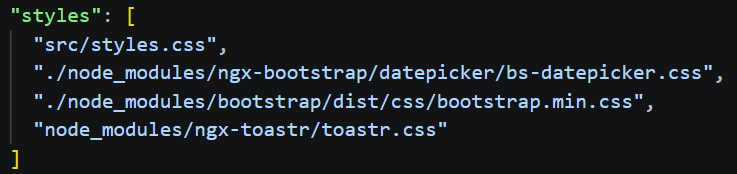 "styles": [
"src/styles.css",
"./node_modules/ngx-bootstrap/datepicker/bs-datepicker.css",
"./node_modules/bootstrap/dist/css/bootstrap.min.css",
"node_modules/ngx-toastr/toastr.css"
]